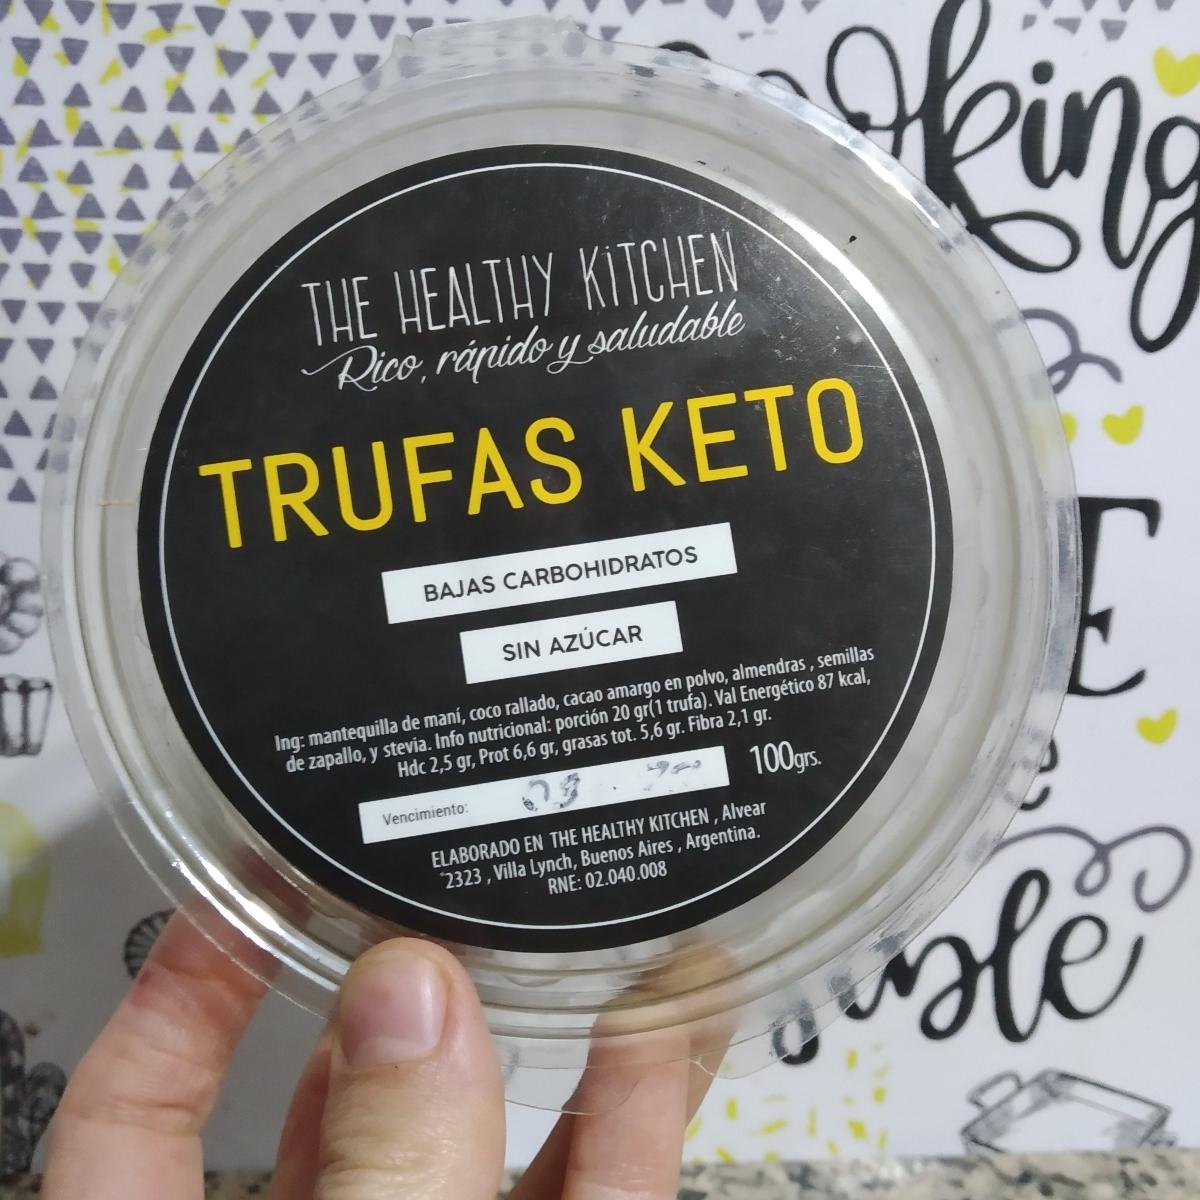 THE HEALTHY KITCHEN
Rico, rápido y saludable
TRUFAS KETO
BAJAS CARBOHIDRATOS
SIN AZÚCAR
Ing: mantequilla de maní, coco rallado, cacao amargo en polvo, almendras , semillas
de zapallo, y stevia. Info nutricional: porción 20 gr(1 trufa). Val Energético 87 kcal,
Hdc 2,5 gr, Prot 6,6 gr, grasas tot. 5,6 gr. Fibra 2,1 gr.
Vencimiento:
100grs.
ELABORADO EN THE HEALTHY KITCHEN , Alvear
2323 , Villa Lynch, Buenos Aires , Argentina.
RNE: 02.040.008